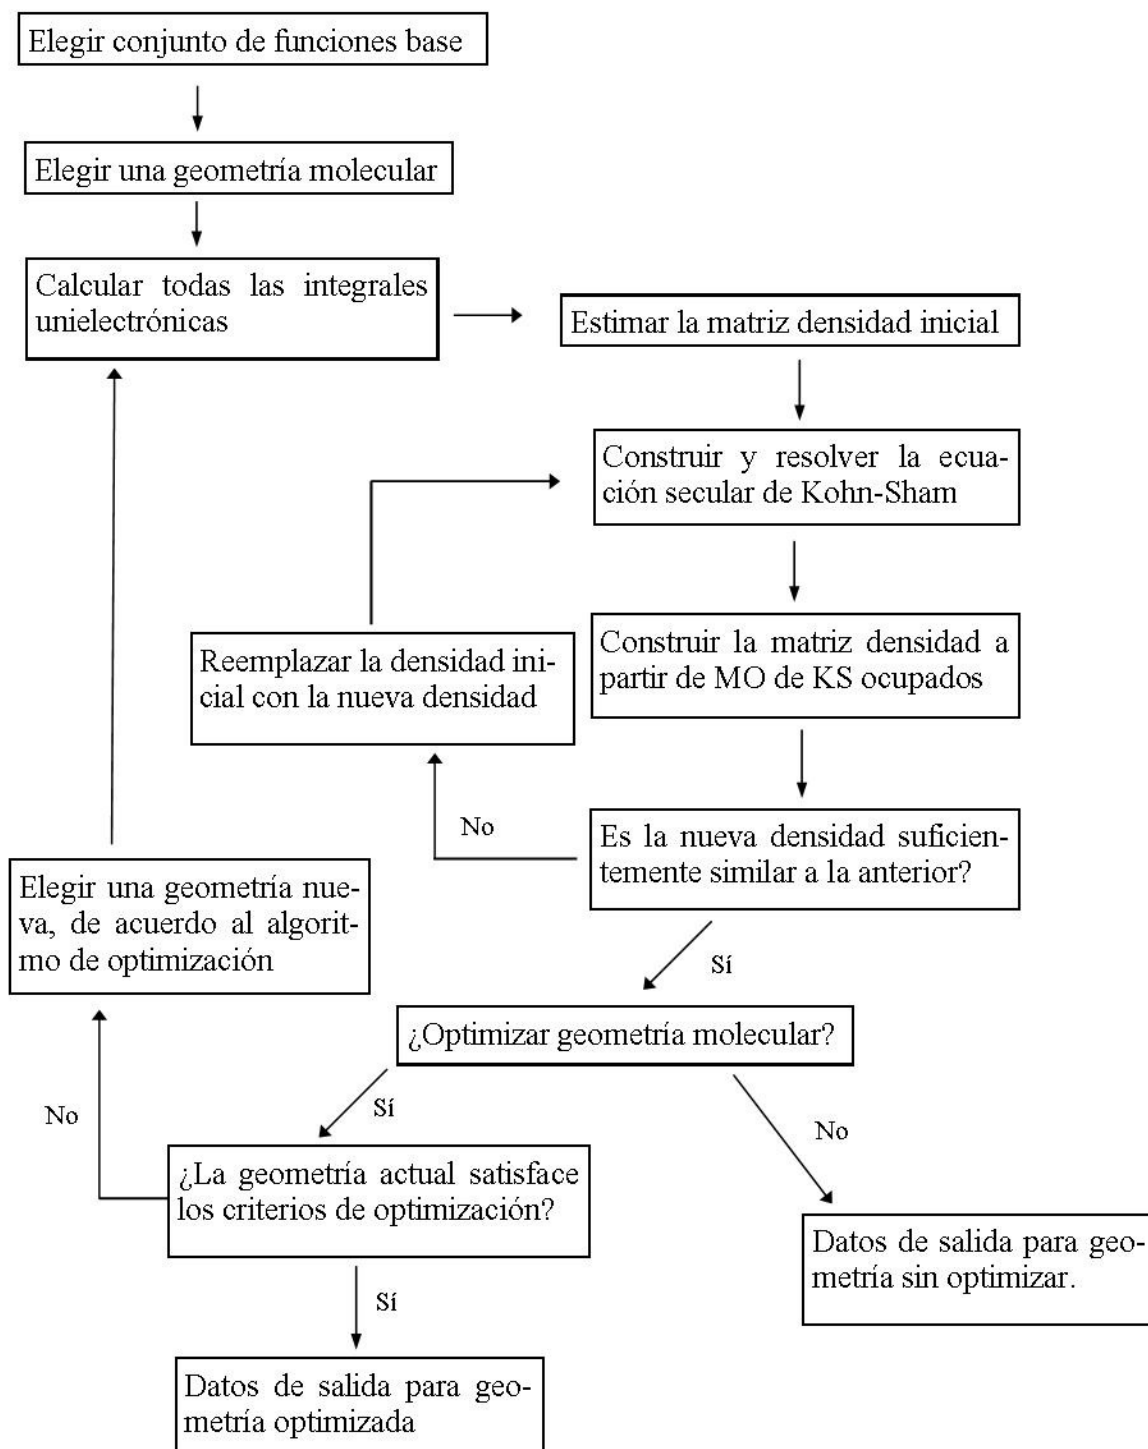 Elegir conjunto de funciones base
Elegir una geometría molecular
Calcular todas las integrales
unielectrónicas
Estimar la matriz densidad inicial
Construir y resolver la ecua-
ción secular de Kohn-Sham
Reemplazar la densidad ini-
cial con la nueva densidad
Construir la matriz densidad a
partir de MO de KS ocupados
No
Es la nueva densidad suficien-
temente similar a la anterior?
Elegir una geometría nue-
va, de acuerdo al algorit-
mo de optimización
Sí
¿Optimizar geometría molecular?
No
Sí
No
¿La geometría actual satisface
los criterios de optimización?
Datos de salida para geo-
metría sin optimizar.
Sí
Datos de salida para geo-
metría optimizada